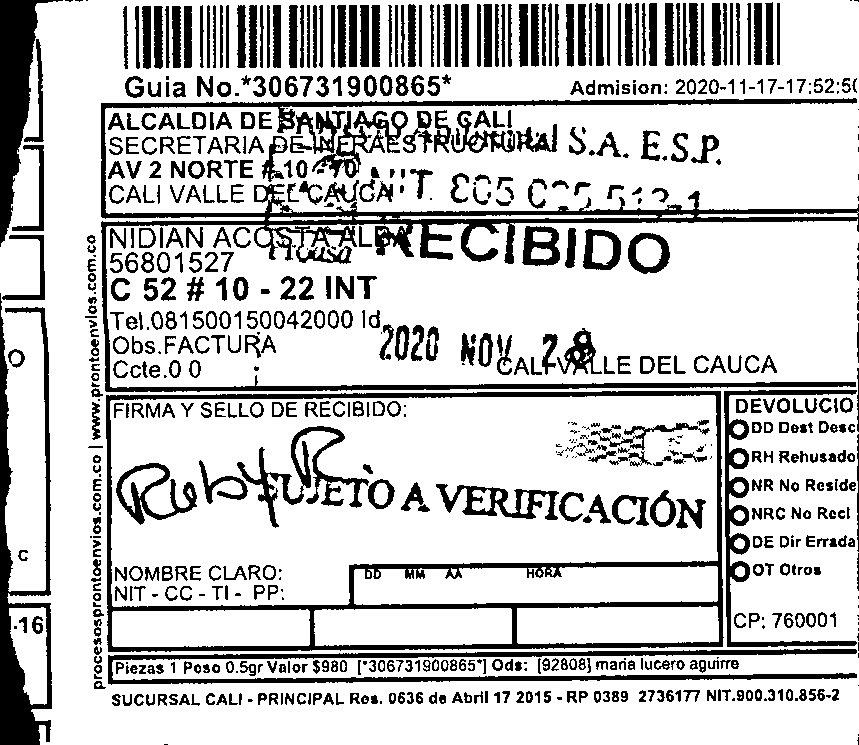 Guia No.*306731900865*
Admision: 2020-11-17-17:52:50
ALCALDIA DE SANTIAGO DE CALI
SECRETARIA DE INFRAESTRUCTURA
S.A. E.S.P.
AV 2 NORTE # 10 - 70
CALI VALLE DEL CAUCA
NIDIAN ACOSTA ALBA
RECIBIDO
56801527
C 52 # 10 - 22 INT
Tel.081500150042000 Id.
Obs.FACTURA
2020 NOV 28
Ccte.0 0
CALI-VALLE DEL CAUCA
www.prontoenvios.com.co
procesosprontoenvios.com.co
FIRMA Y SELLO DE RECIBIDO:
Ruby R
SUJETO A VERIFICACIÓN
DEVOLUCIO
DD Dest Desc
RH Rehusado
NR No Reside
NRC No Recl
DE Dir Errada
OT Otros
NOMBRE CLARO:
NIT - CC - TI - PP:
DD MM AA HORA
CP: 760001
O
C
-16
Piezas 1 Peso 0.5gr Valor $980 [*306731900865*] Ods: [92808] maria lucero aguirre
SUCURSAL CALI - PRINCIPAL Res. 0636 de Abril 17 2015 - RP 0389 2736177 NIT.900.310.856-2